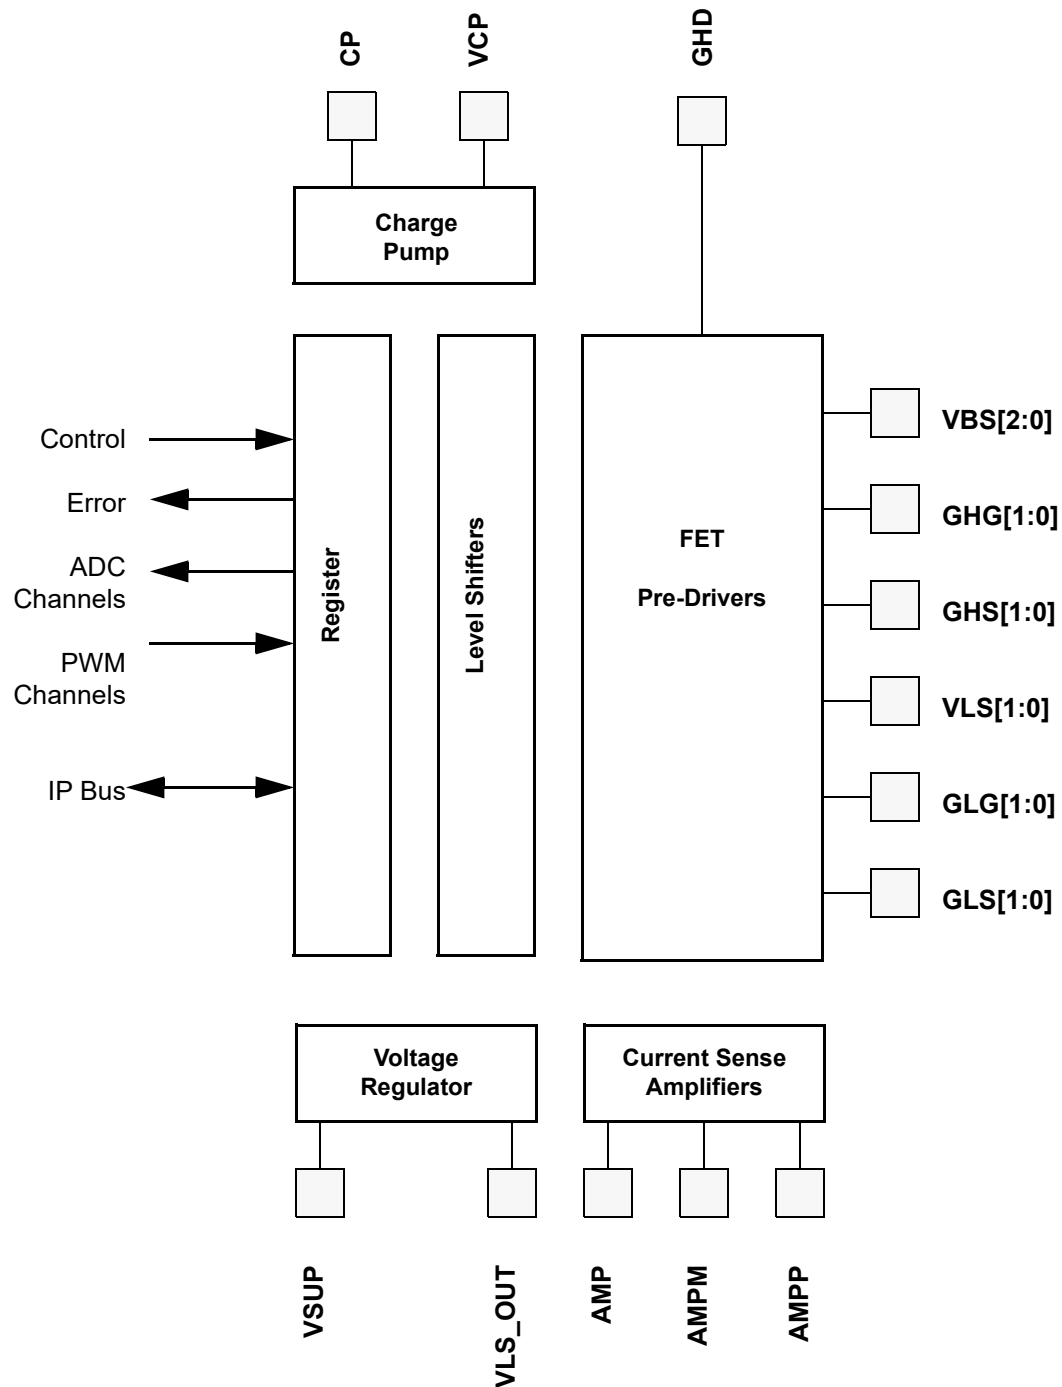 CP
VCP
GHD
Charge
Pump
Control
Error
ADC
Channels
PWM
Channels
IP Bus
Register
Level Shifters
FET
Pre-Drivers
VBS[2:0]
GHG[1:0]
GHS[1:0]
VLS[1:0]
GLG[1:0]
GLS[1:0]
Voltage
Regulator
Current Sense
Amplifiers
VSUP
VLS_OUT
AMP
AMPM
AMPP